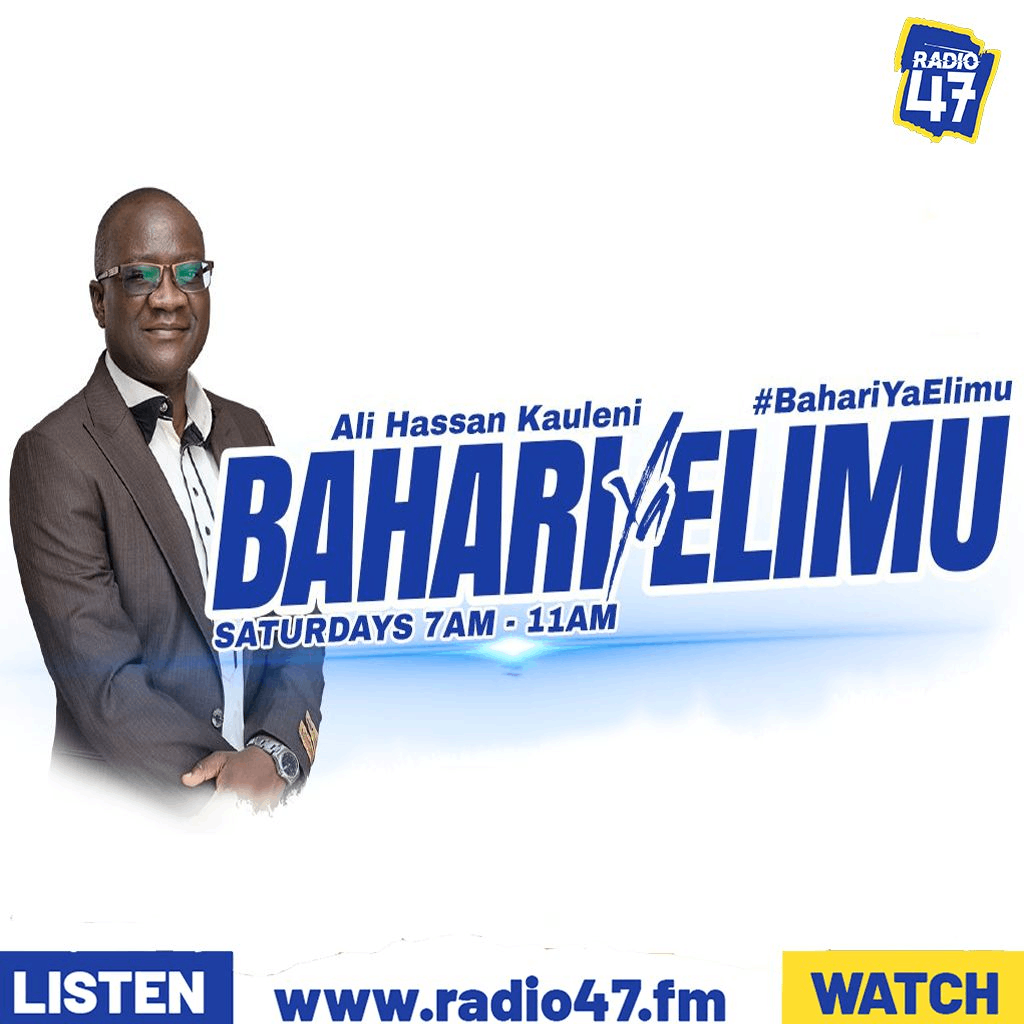 RADIO
47
Ali Hassan Kauleni
#BahariYaElimu
BAHARI Ya ELIMU
SATURDAYS 7AM - 11AM
LISTEN
www.radio47.fm
WATCH